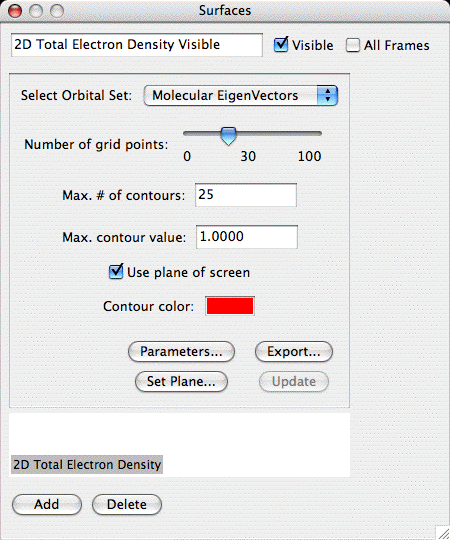 Surfaces
2D Total Electron Density Visible
Visible
All Frames
Select Orbital Set: Molecular EigenVectors
Number of grid points:
0 30 100
Max. # of contours: 25
Max. contour value: 1.0000
Use plane of screen
Contour color:
Parameters... Export...
Set Plane... Update
2D Total Electron Density
Add Delete